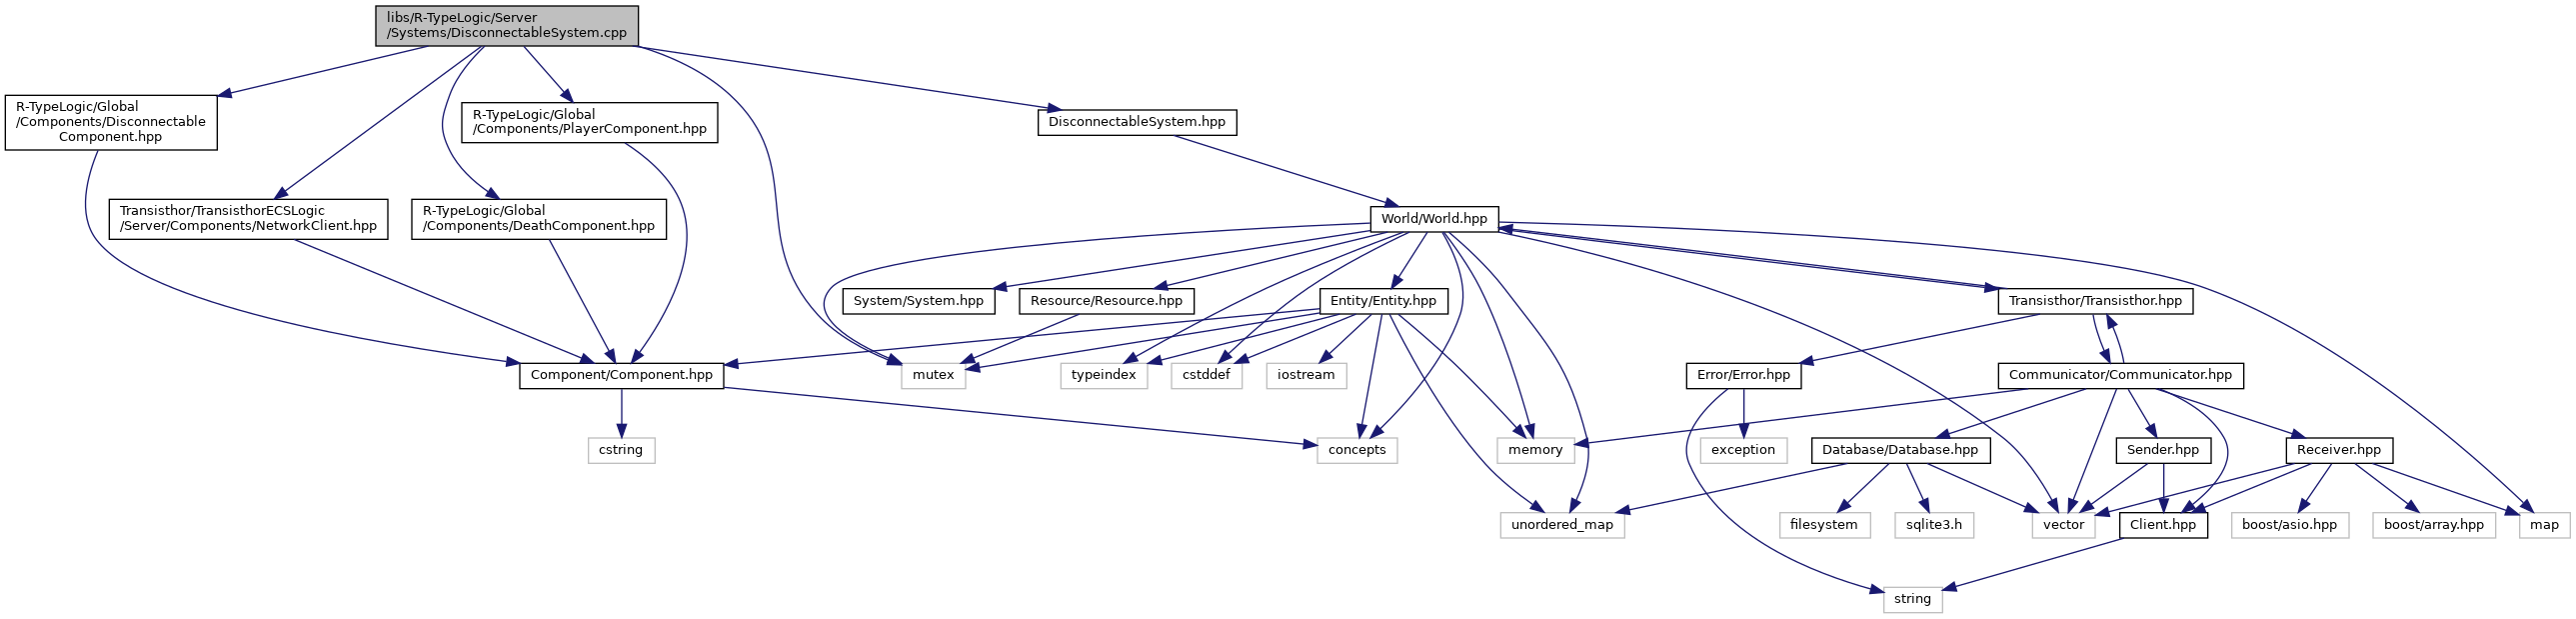 libs/R-TypeLogic/Server
/Systems/DisconnectableSystem.cpp
R-TypeLogic/Global
/Components/Disconnectable
Component.hpp
R-TypeLogic/Global
/Components/PlayerComponent.hpp
DisconnectableSystem.hpp
Transisthor/TransisthorECSLogic
/Server/Components/NetworkClient.hpp
R-TypeLogic/Global
/Components/DeathComponent.hpp
World/World.hpp
System/System.hpp
Resource/Resource.hpp
Entity/Entity.hpp
Transisthor/Transisthor.hpp
Component/Component.hpp
mutex
typeindex
cstddef
iostream
Error/Error.hpp
Communicator/Communicator.hpp
cstring
concepts
memory
exception
Database/Database.hpp
Sender.hpp
Receiver.hpp
unordered_map
filesystem
sqlite3.h
vector
Client.hpp
boost/asio.hpp
boost/array.hpp
map
string